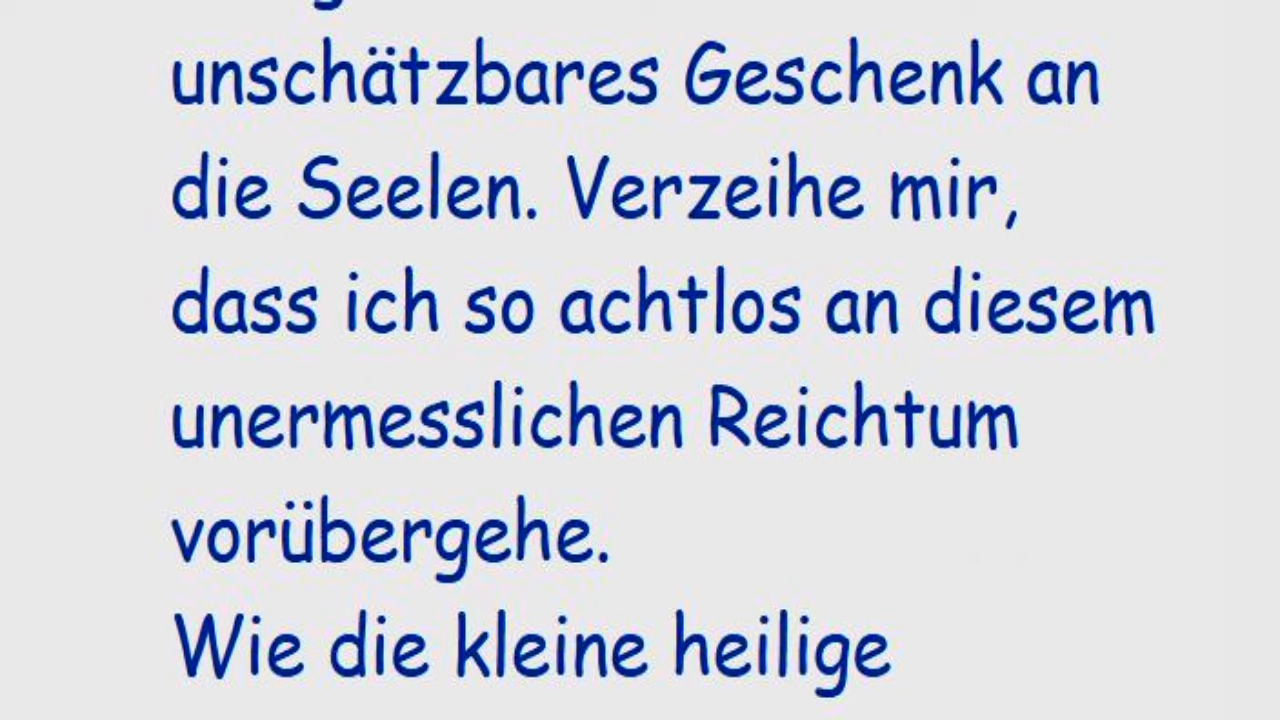 unschätzbares Geschenk an
die Seelen. Verzeihe mir,
dass ich so achtlos an diesem
unermesslichen Reichtum
vorübergehe.
Wie die kleine heilige